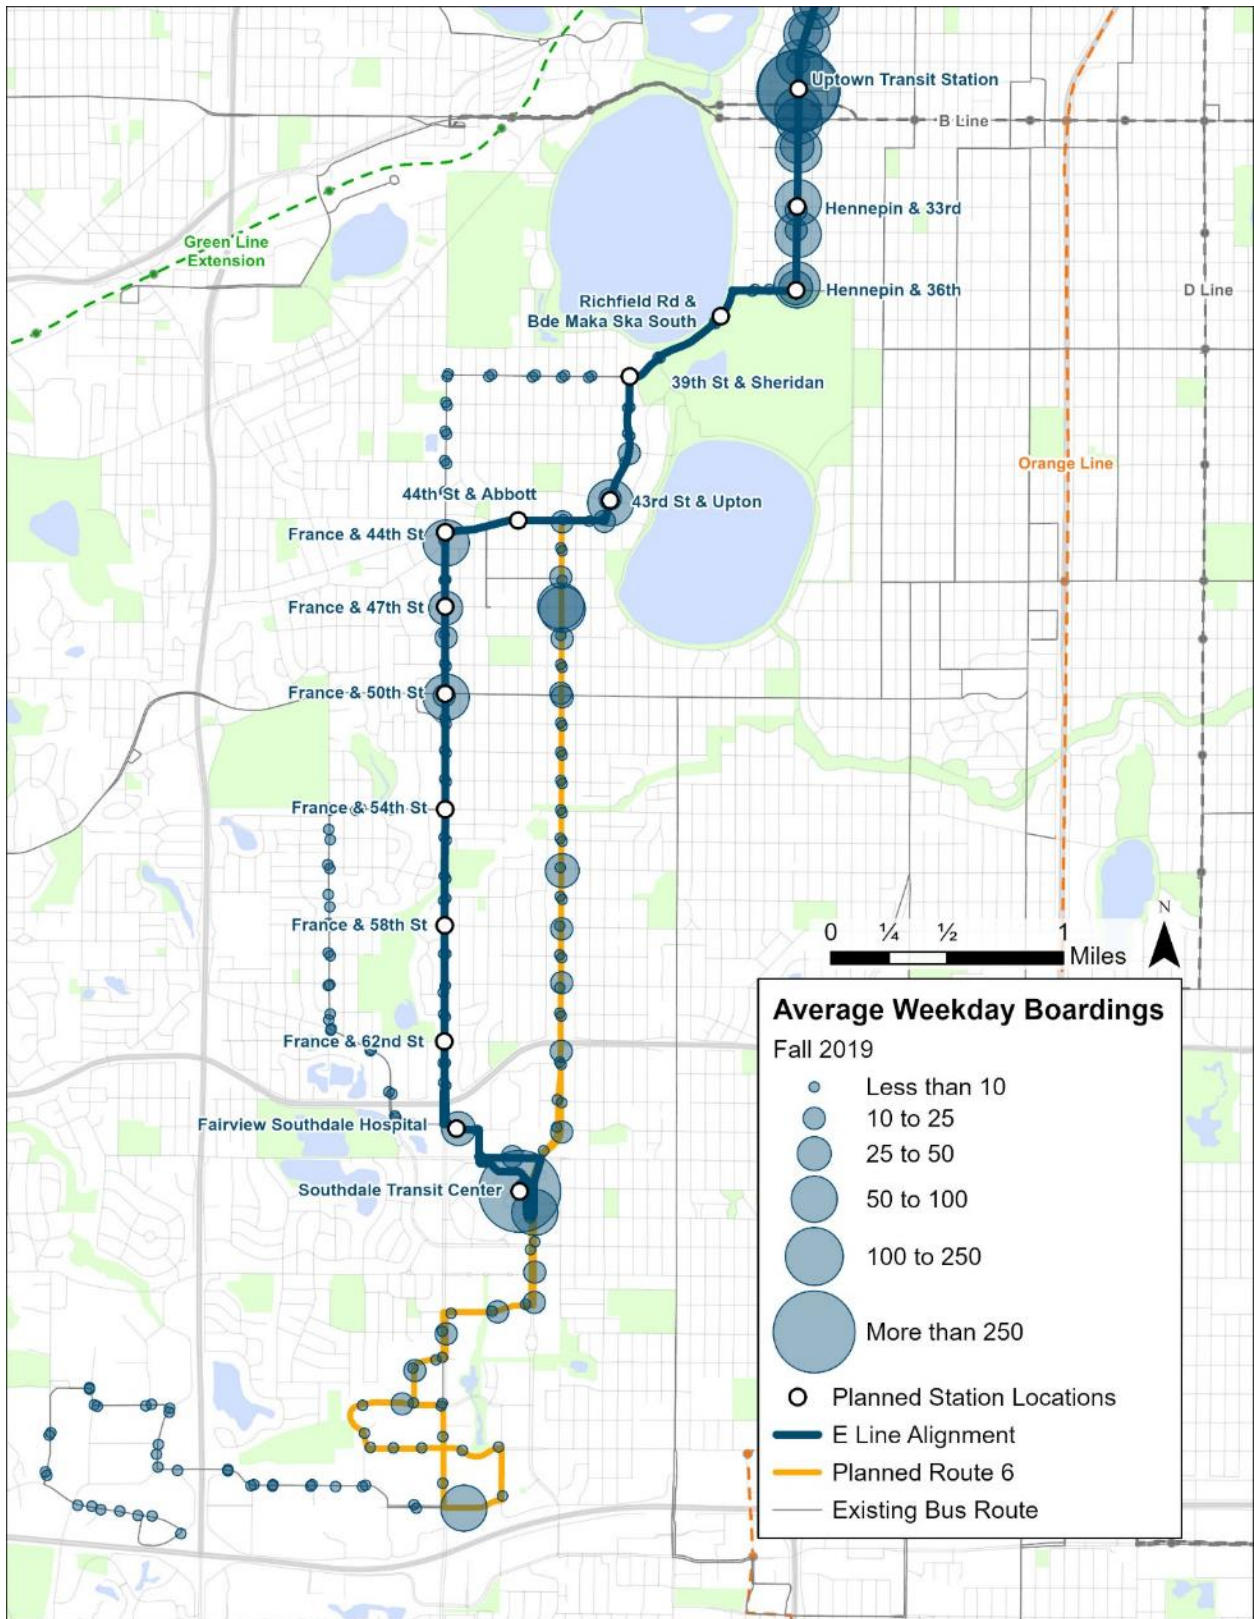 Uptown Transit Station
B Line
Hennepin & 33rd
Green Line
Extension
Hennepin & 36th
D Line
Richfield Rd &
Bde Maka Ska South
39th St & Sheridan
Orange Line
44th St & Abbott
43rd St & Upton
France & 44th St
France & 47th St
France & 50th St
France & 54th St
France & 58th St
N
0 ¼ ½ 1
Miles
France & 62nd St
Fairview Southdale Hospital
Southdale Transit Center
Average Weekday Boardings
Fall 2019
Less than 10
10 to 25
25 to 50
50 to 100
100 to 250
More than 250
Planned Station Locations
E Line Alignment
Planned Route 6
Existing Bus Route